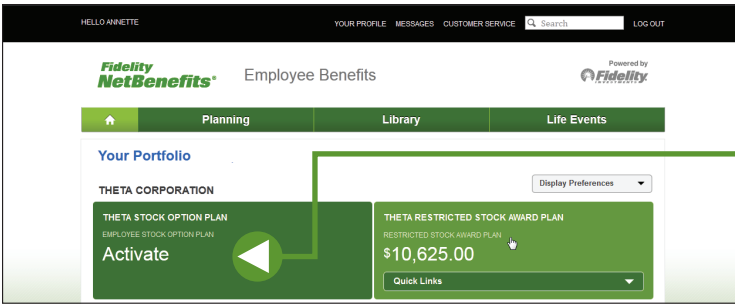 HELLO ANNETTE
YOUR PROFILE MESSAGES CUSTOMER SERVICE Search LOG OUT
Fidelity
NetBenefits®
Employee Benefits
Powered by
Fidelity
INVESTMENTS
Planning Library Life Events
Your Portfolio
THETA CORPORATION
Display Preferences
THETA STOCK OPTION PLAN
EMPLOYEE STOCK OPTION PLAN
Activate
THETA RESTRICTED STOCK AWARD PLAN
RESTRICTED STOCK AWARD PLAN
$10,625.00
Quick Links